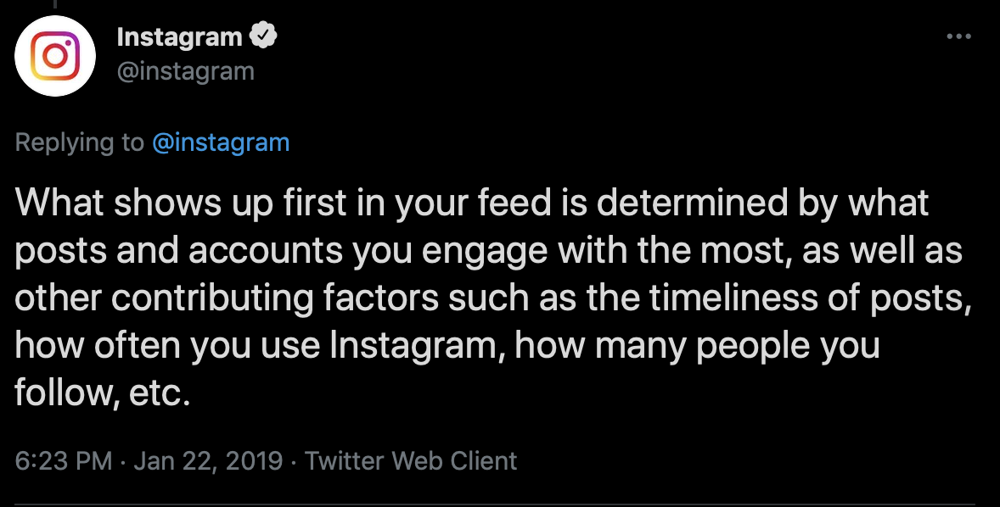 Instagram
@instagram
Replying to @instagram
What shows up first in your feed is determined by what
posts and accounts you engage with the most, as well as
other contributing factors such as the timeliness of posts,
how often you use Instagram, how many people you
follow, etc.
6:23 PM · Jan 22, 2019 · Twitter Web Client